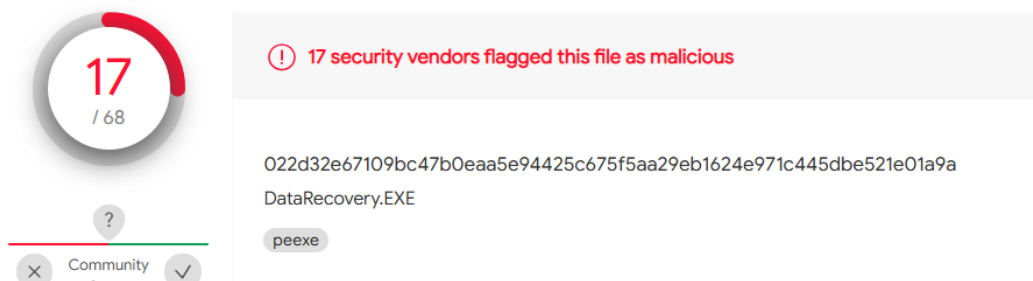 17
/ 68
?
Community
17 security vendors flagged this file as malicious
022d32e67109bc47b0eaa5e94425c675f5aa29eb1624e971c445dbe521e01a9a
DataRecovery.EXE
peexe